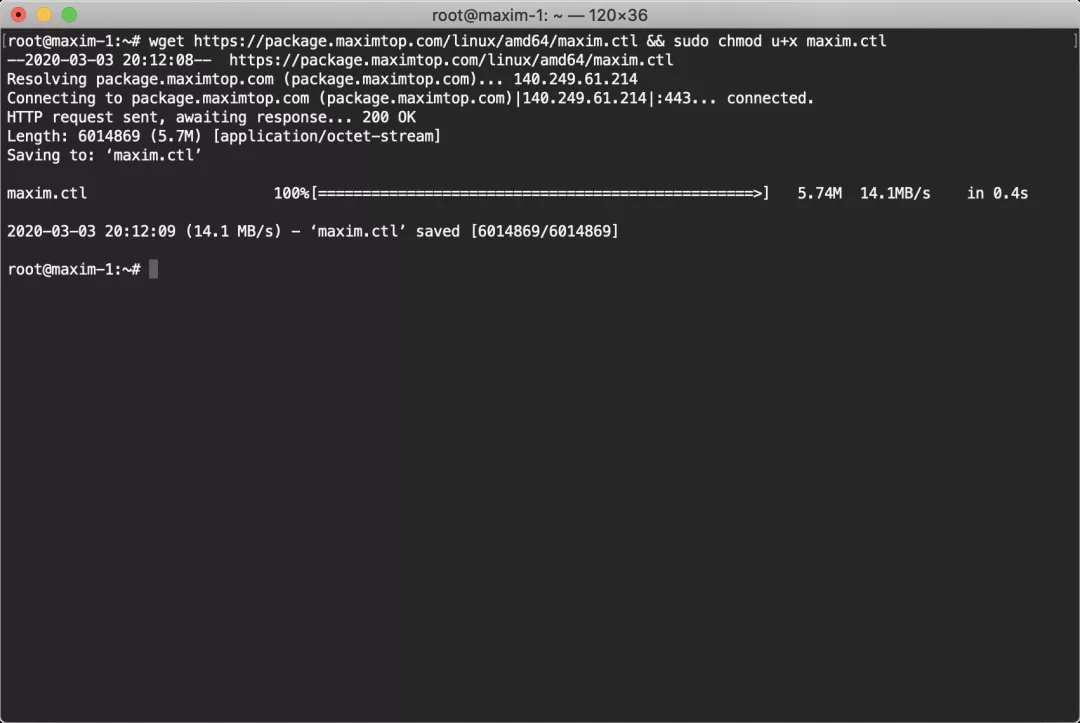 root@maxim-1: ~ — 120×36
[root@maxim-1:~# wget https://package.maximtop.com/linux/amd64/maxim.ctl && sudo chmod u+x maxim.ctl ]
--2020-03-03 20:12:08--  https://package.maximtop.com/linux/amd64/maxim.ctl
Resolving package.maximtop.com (package.maximtop.com)... 140.249.61.214
Connecting to package.maximtop.com (package.maximtop.com)|140.249.61.214|:443... connected.
HTTP request sent, awaiting response... 200 OK
Length: 6014869 (5.7M) [application/octet-stream]
Saving to: ‘maxim.ctl’
maxim.ctl 100%[=================================================>] 5.74M 14.1MB/s in 0.4s
2020-03-03 20:12:09 (14.1 MB/s) - ‘maxim.ctl’ saved [6014869/6014869]
root@maxim-1:~#